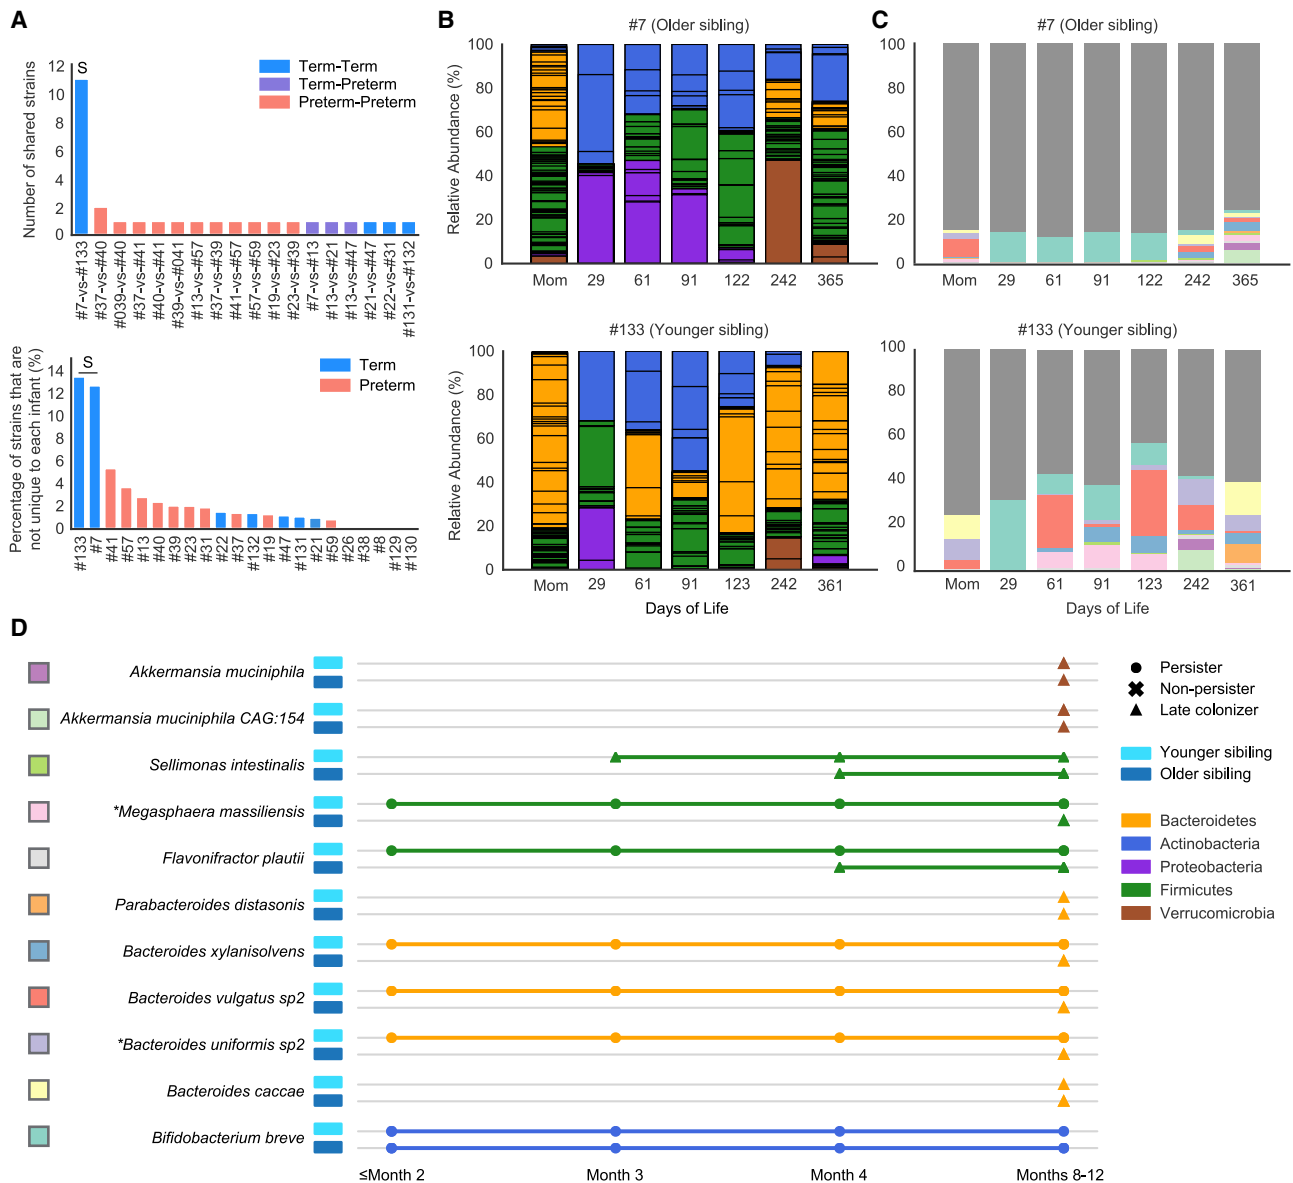 A
Number of shared strains
12
10
8
6
4
2
0
S
Term-Term
Term-Preterm
Preterm-Preterm
#7-vs-#133
#37-vs-#40
#039-vs-#40
#37-vs-#41
#40-vs-#41
#39-vs-#041
#13-vs-#57
#37-vs-#39
#41-vs-#57
#57-vs-#59
#19-vs-#23
#23-vs-#39
#7-vs-#13
#13-vs-#21
#13-vs-#47
#21-vs-#47
#22-vs-#31
#131-vs-#132
Percentage of strains that are
not unique to each infant (%)
14
12
10
8
6
4
2
0
S
Term
Preterm
#133
#7
#41
#57
#13
#40
#39
#23
#31
#22
#37
#132
#19
#47
#131
#21
#59
#26
#38
#8
#129
#130
B
#7 (Older sibling)
Relative Abundance (%)
100
80
60
40
20
0
Mom 29 61 91 122 242 365
#133 (Younger sibling)
Relative Abundance (%)
100
80
60
40
20
0
Mom 29 61 91 123 242 361
Days of Life
C
#7 (Older sibling)
100
80
60
40
20
0
Mom 29 61 91 122 242 365
#133 (Younger sibling)
100
80
60
40
20
0
Mom 29 61 91 123 242 361
Days of Life
D
Akkermansia muciniphila
Akkermansia muciniphila CAG:154
Sellimonas intestinalis
*Megasphaera massiliensis
Flavonifractor plautii
Parabacteroides distasonis
Bacteroides xylanisolvens
Bacteroides vulgatus sp2
*Bacteroides uniformis sp2
Bacteroides caccae
Bifidobacterium breve
≤Month 2 Month 3 Month 4 Months 8-12
Persister
Non-persister
Late colonizer
Younger sibiling
Older sibling
Bacteroidetes
Actinobacteria
Proteobacteria
Firmicutes
Verrucomicrobia